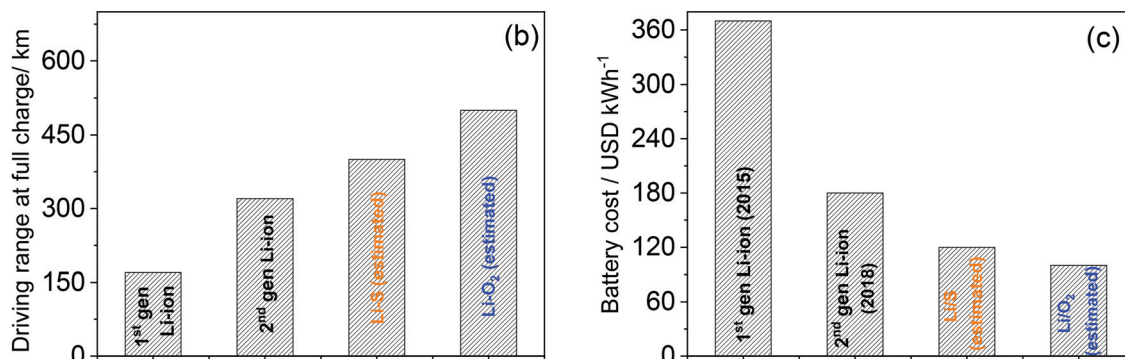 (b)
Driving range at full charge/ km
600
450
300
150
0
1st gen
Li-ion
2nd gen Li-ion
Li-S (estimated)
Li-O₂ (estimated)
(c)
Battery cost / USD kWh⁻¹
360
300
240
180
120
60
0
1st gen Li-ion (2015)
2nd gen Li-ion
(2018)
Li/S
(estimated)
Li/O₂
(estimated)